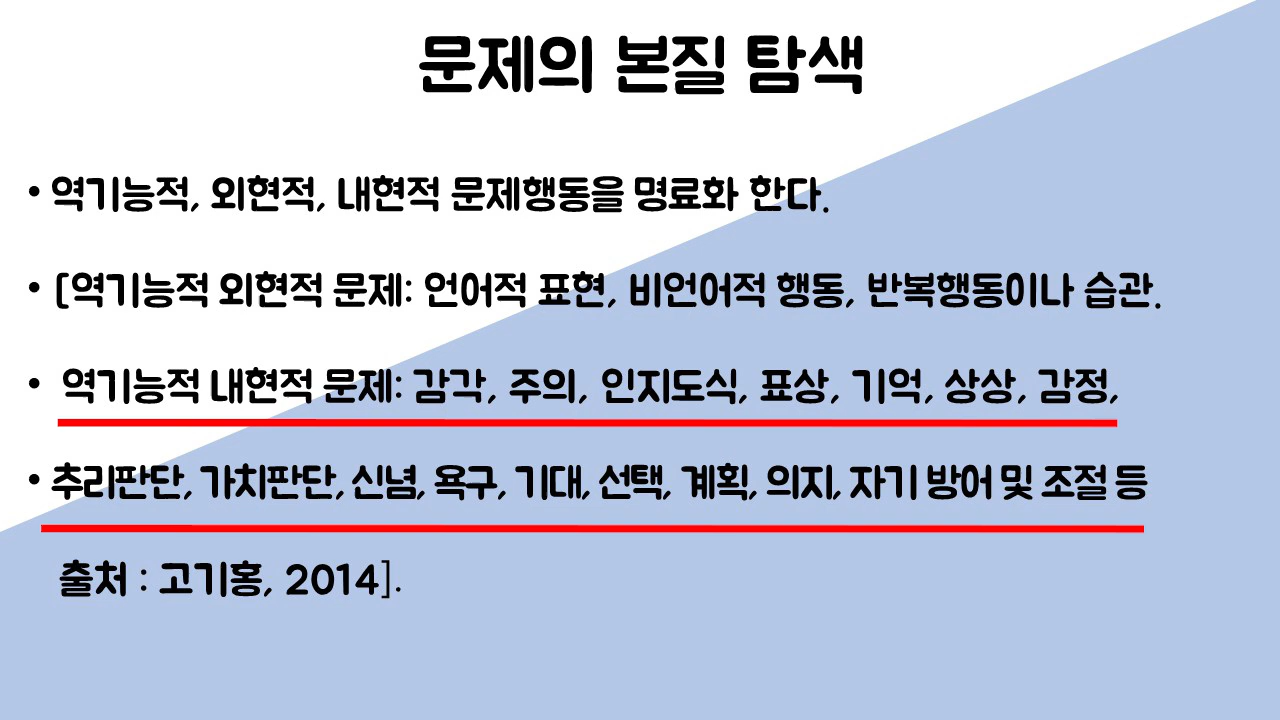 문제의 본질 탐색
• 역기능적, 외현적, 내현적 문제행동을 명료화 한다.
• [역기능적 외현적 문제: 언어적 표현, 비언어적 행동, 반복행동이나 습관.
• 역기능적 내현적 문제: 감각, 주의, 인지도식, 표상, 기억, 상상, 감정,
• 추리판단, 가치판단, 신념, 욕구, 기대, 선택, 계획, 의지, 자기 방어 및 조절 등
출처 : 고기홍, 2014].